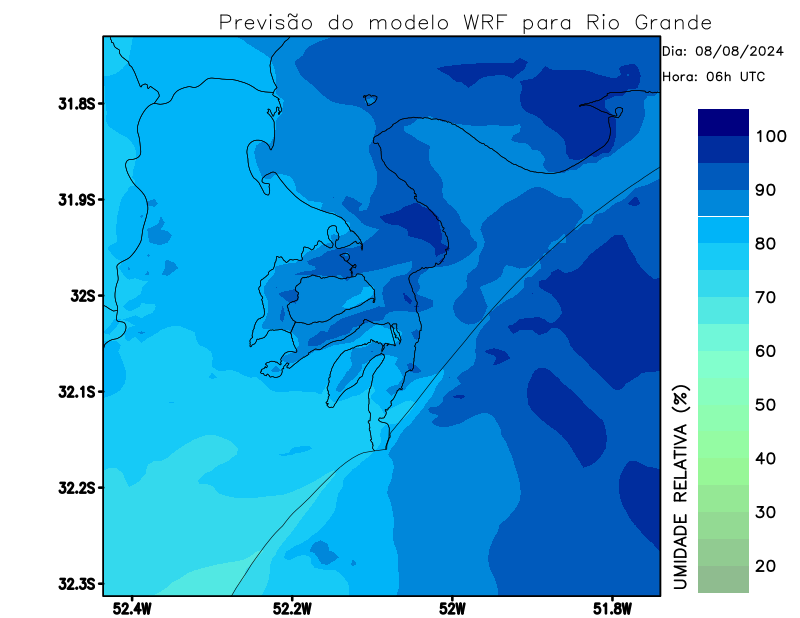 Previsão do modelo WRF para Rio Grande
Dia: 08/08/2024
Hora: 06h UTC
31.8S
31.9S
32S
32.1S
32.2S
32.3S
52.4W
52.2W
52W
51.8W
100
90
80
70
60
50
40
30
20
UMIDADE RELATIVA (%)